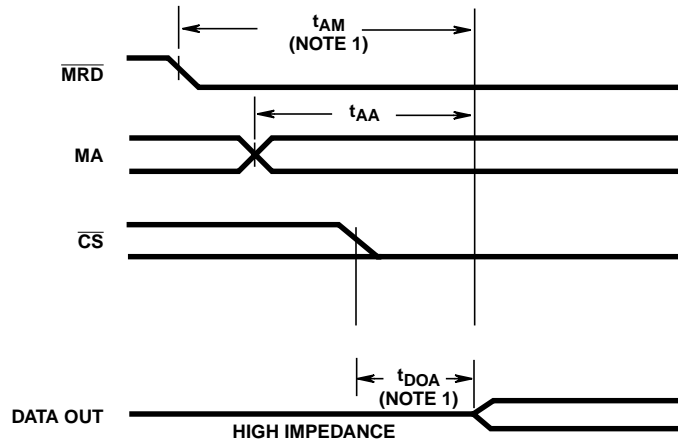 tAM
(NOTE 1)
MRD
tAA
MA
CS
tDOA
(NOTE 1)
DATA OUT
HIGH IMPEDANCE